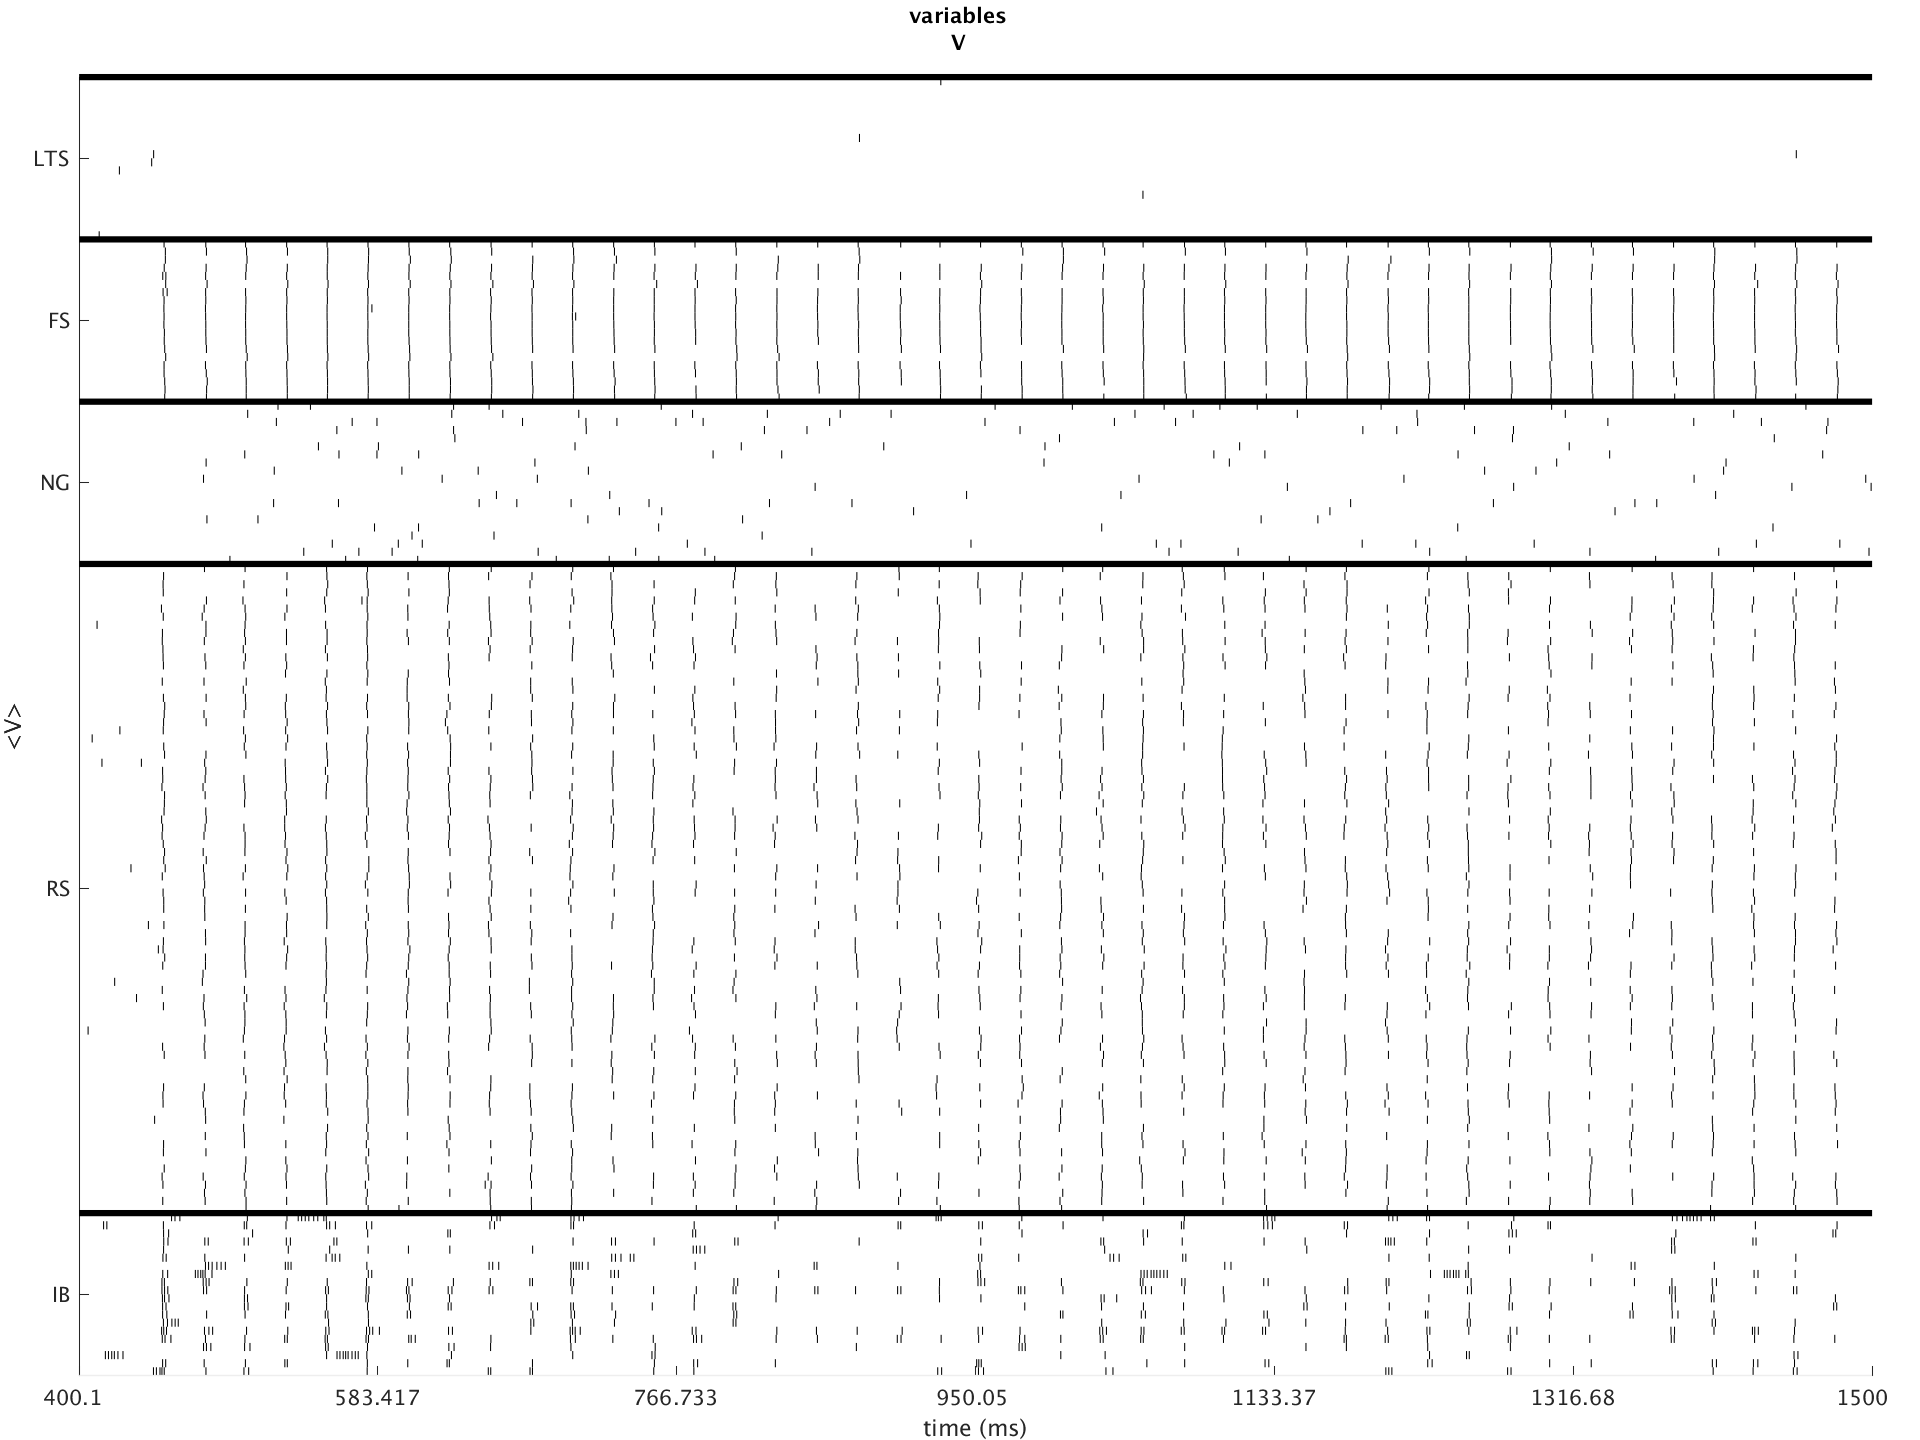 variables
V
LTS
FS
NG
<V>
RS
IB
400.1 583.417 766.733 950.05 1133.37 1316.68 1500
time (ms)